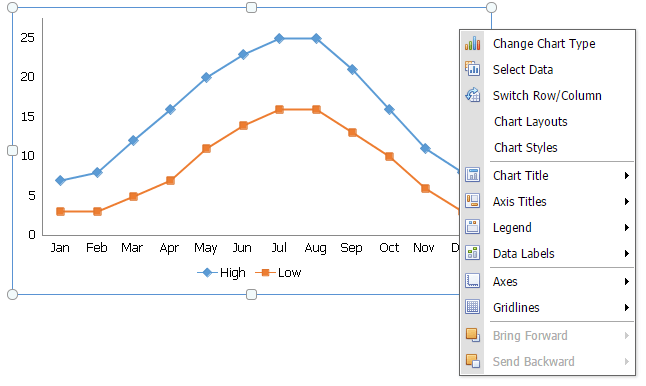 25
20
15
10
5
0
Jan Feb Mar Apr May Jun Jul Aug Sep Oct Nov
High Low
Change Chart Type
Select Data
Switch Row/Column
Chart Layouts
Chart Styles
Chart Title
Axis Titles
Legend
Data Labels
Axes
Gridlines
Bring Forward
Send Backward